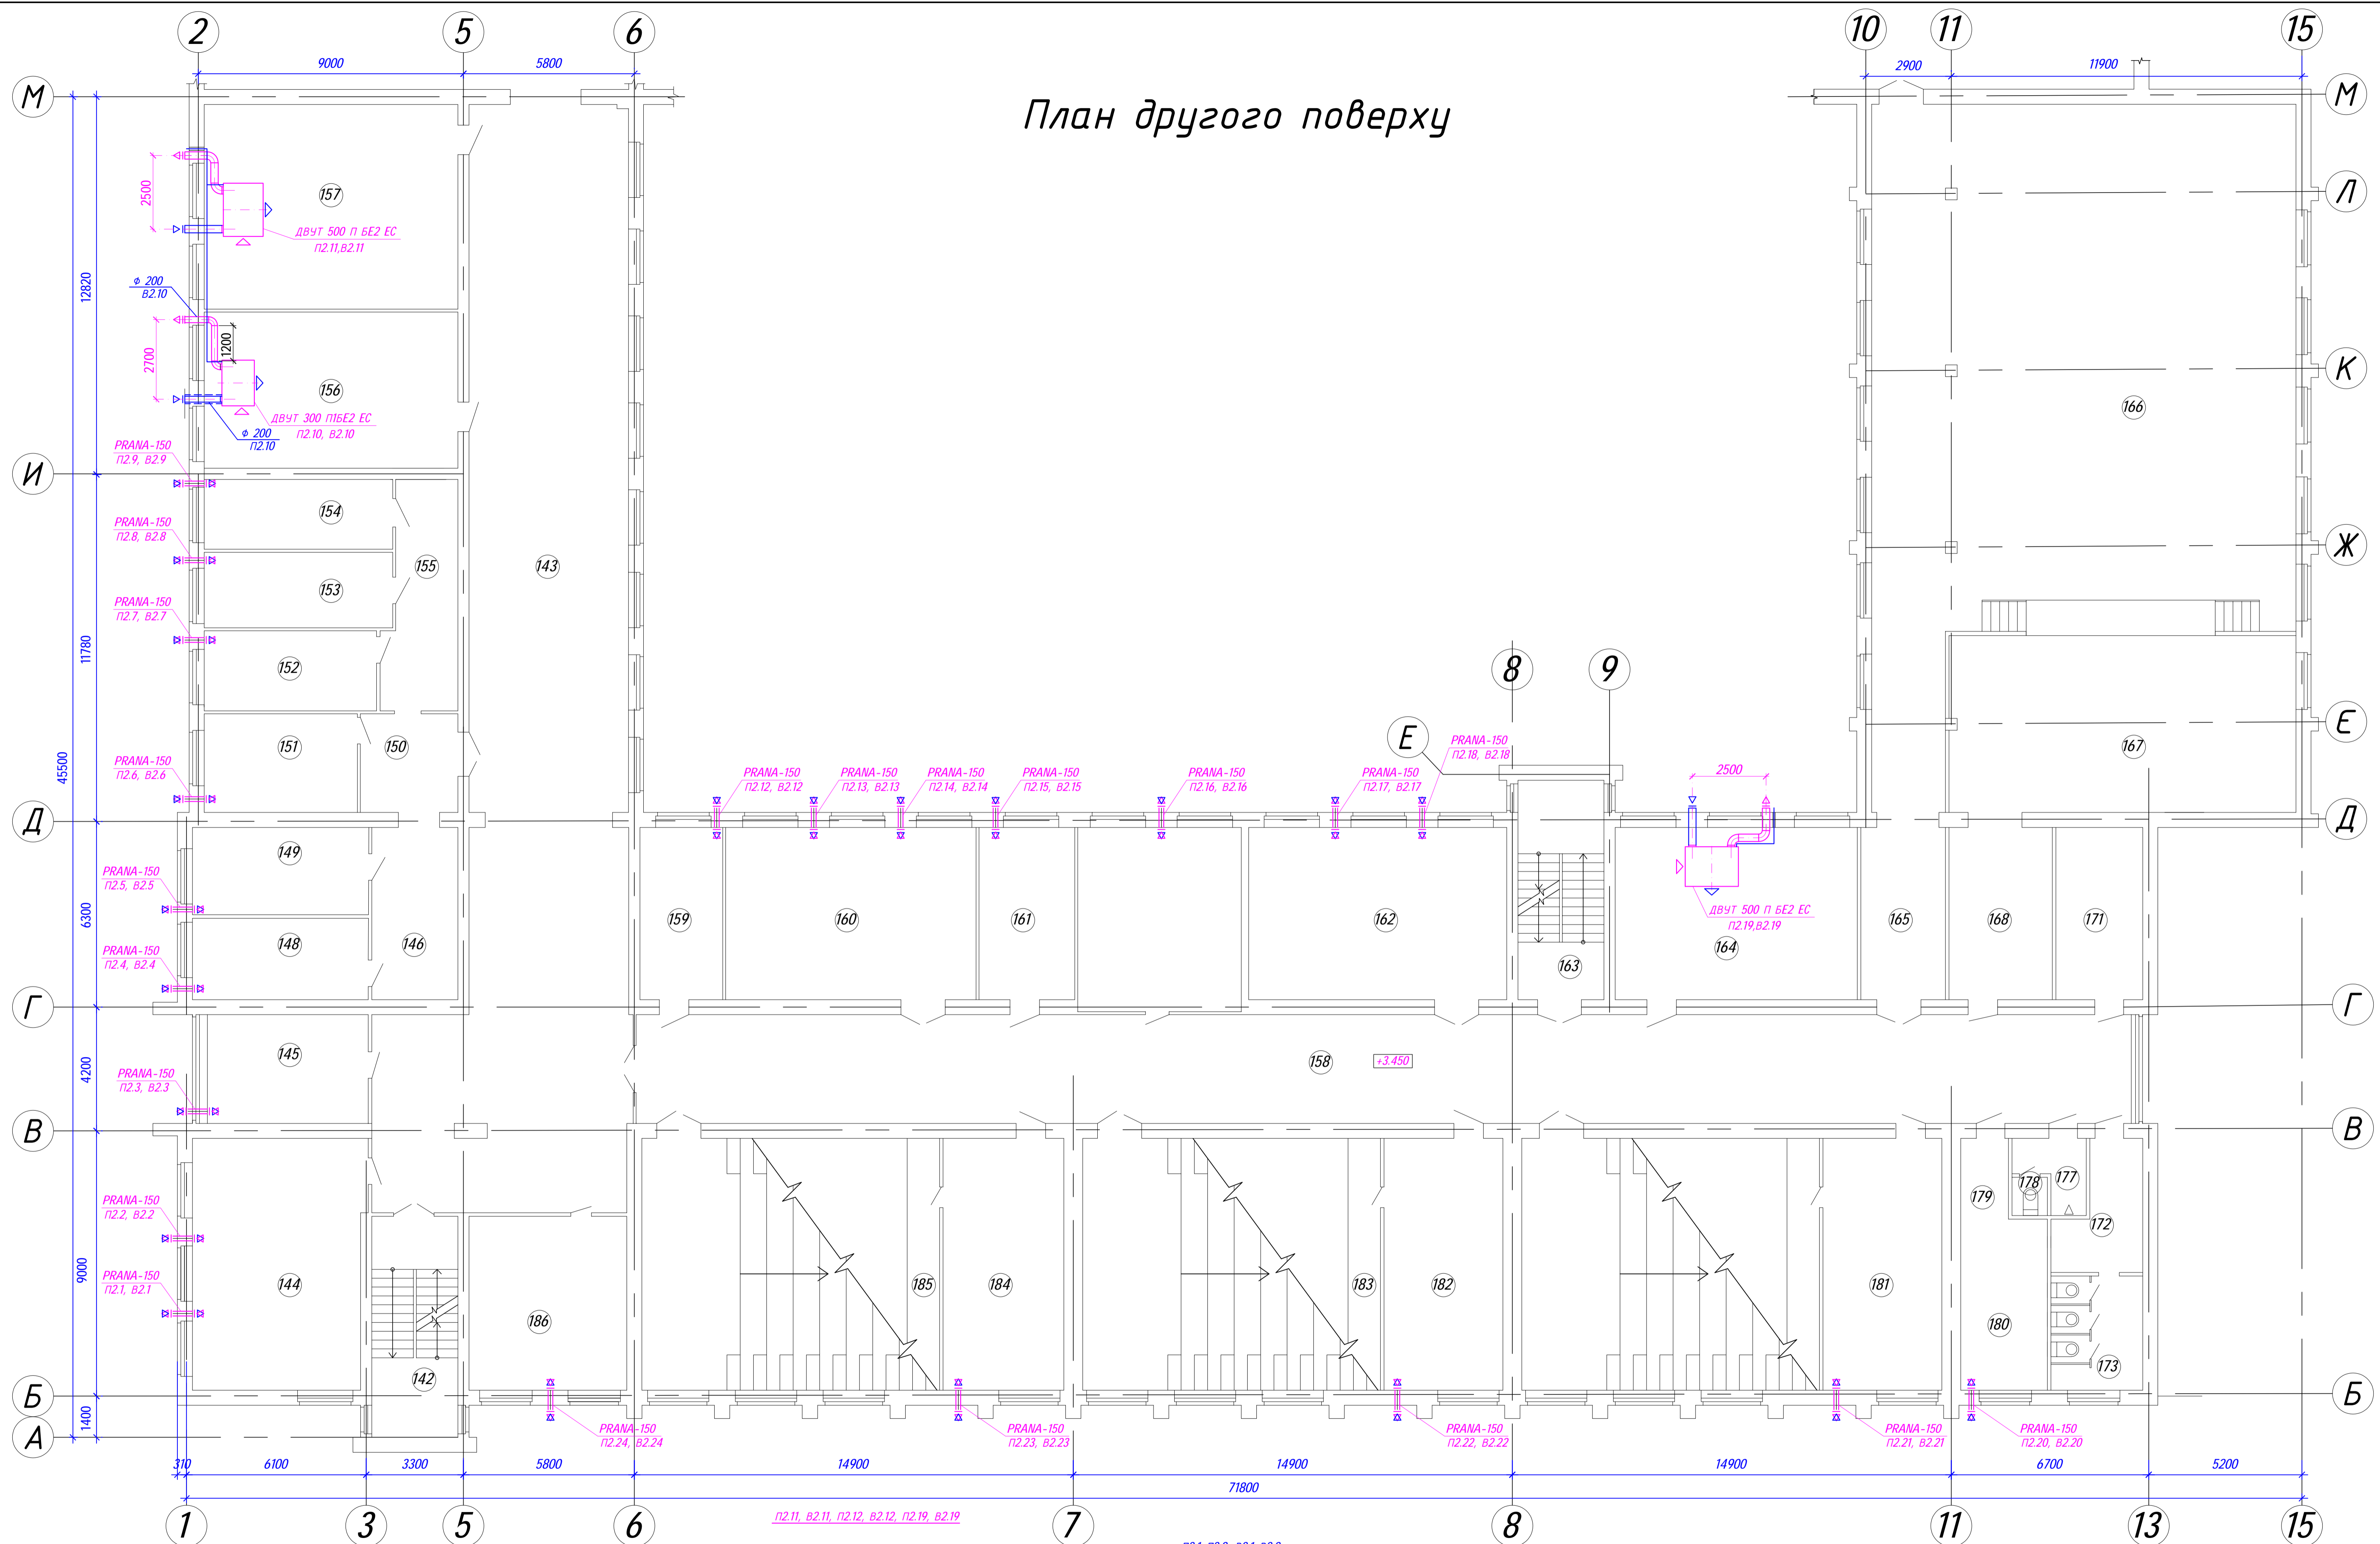 2
5
6
10
11
15
9000
5800
2900
11900
М
М
План другого поверху
Л
157
2500
ДВУТ 500 П БЕ2 ЕС
П2.11,В2.11
12820
ϕ 200
В2.10
1200
2700
156
К
166
ДВУТ 300 П1БЕ2 ЕС
П2.10, В2.10
ϕ 200
П2.10
PRANA-150
П2.9, В2.9
И
154
PRANA-150
П2.8, В2.8
Ж
155
143
153
PRANA-150
П2.7, В2.7
11780
152
8
9
151
150
Е
Є
167
PRANA-150
П2.18, В2.18
45500
PRANA-150
П2.6, В2.6
PRANA-150
П2.12, В2.12
PRANA-150
П2.13, В2.13
PRANA-150
П2.14, В2.14
PRANA-150
П2.15, В2.15
PRANA-150
П2.16, В2.16
PRANA-150
П2.17, В2.17
2500
Д
Д
149
PRANA-150
П2.5, В2.5
6300
159
160
161
162
ДВУТ 500 П БЕ2 ЕС
П2.19,В2.19
165
168
171
148
146
164
163
PRANA-150
П2.4, В2.4
Г
Г
145
158
+3.450
4200
PRANA-150
П2.3, В2.3
В
В
178
177
179
172
PRANA-150
П2.2, В2.2
9000
PRANA-150
П2.1, В2.1
144
185
184
183
182
181
186
180
142
173
Б
Б
1400
А
PRANA-150
П2.24, В2.24
PRANA-150
П2.23, В2.23
PRANA-150
П2.22, В2.22
PRANA-150
П2.21, В2.21
PRANA-150
П2.20, В2.20
310
6100
3300
5800
14900
14900
14900
6700
5200
71800
П2.11, В2.11, П2.12, В2.12, П2.19, В2.19
1
3
5
6
7
8
11
13
15